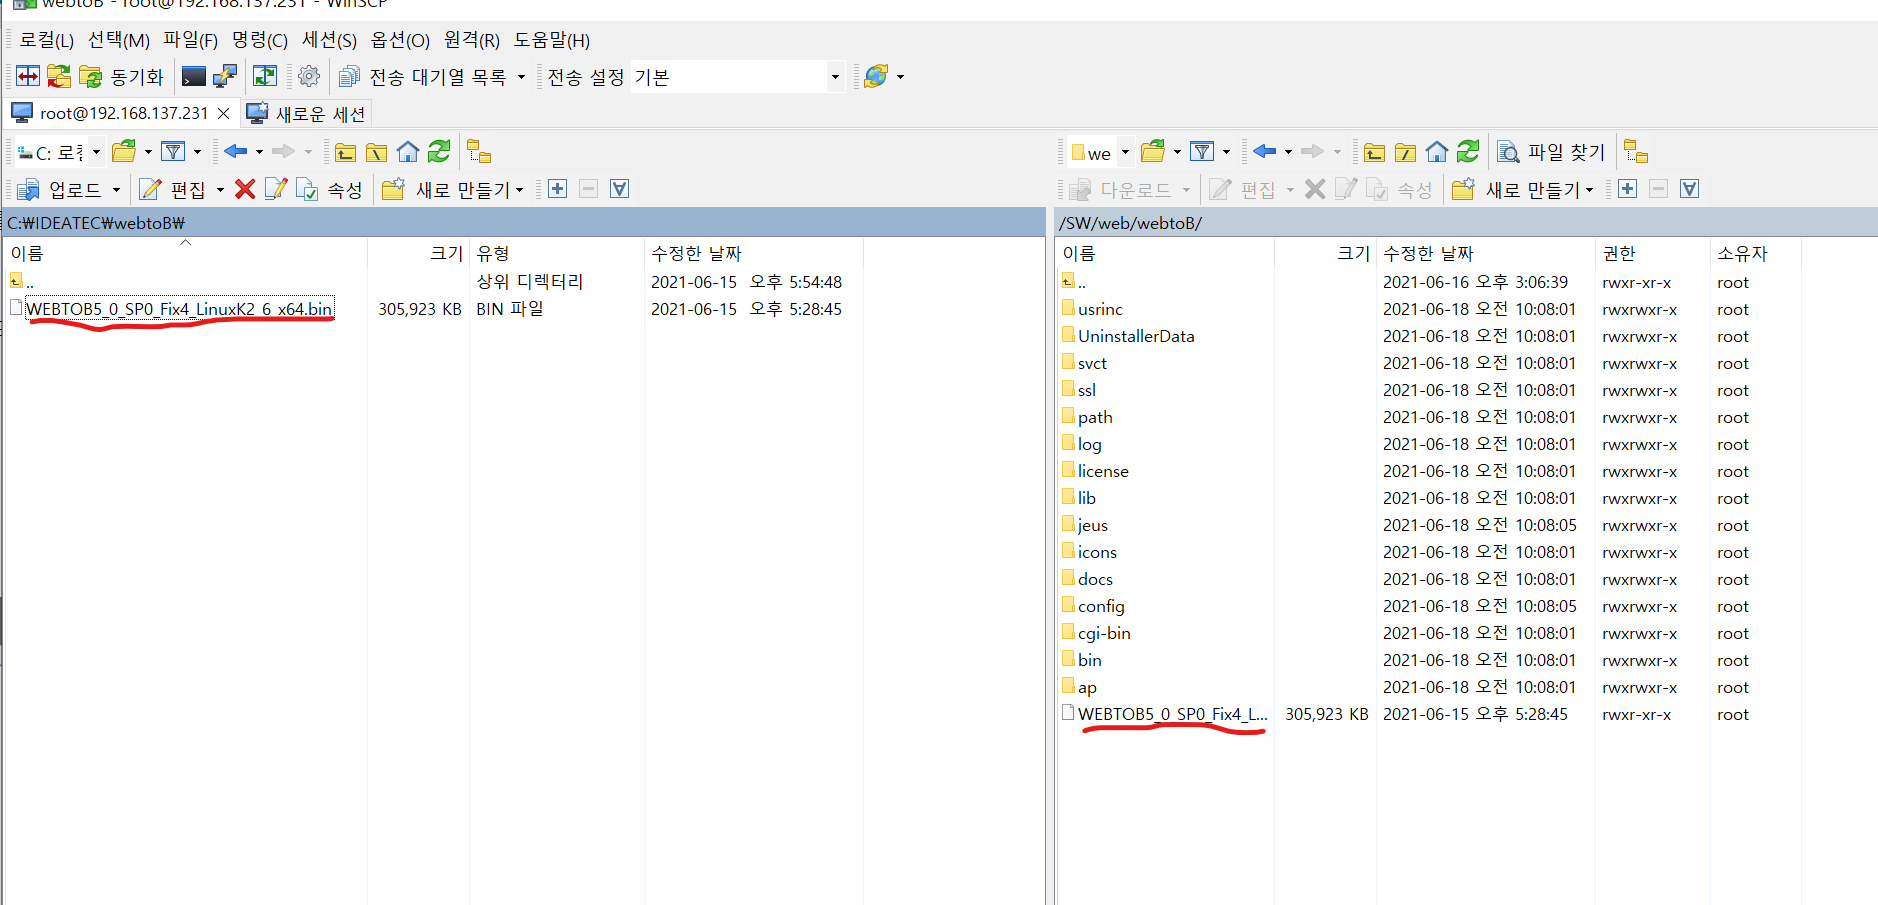 webtoB - root@192.168.137.231 - WinSCP
로컬(L) 선택(M) 파일(F) 명령(C) 세션(S) 옵션(O) 원격(R) 도움말(H)
동기화 전송 대기열 목록 전송 설정 기본
root@192.168.137.231 새로운 세션
C: 로컬 we 파일 찾기
업로드 편집 속성 새로 만들기 다운로드 편집 속성 새로 만들기
C:₩IDEATEC₩webtoB₩
이름 크기 유형 수정한 날짜
.. 상위 디렉터리 2021-06-15 오후 5:54:48
WEBTOB5_0_SP0_Fix4_LinuxK2_6_x64.bin 305,923 KB BIN 파일 2021-06-15 오후 5:28:45
/SW/web/webtoB/
이름 크기 수정한 날짜 권한 소유자
.. 2021-06-16 오후 3:06:39 rwxr-xr-x root
usrinc 2021-06-18 오전 10:08:01 rwxrwxr-x root
UninstallerData 2021-06-18 오전 10:08:01 rwxrwxr-x root
svct 2021-06-18 오전 10:08:01 rwxrwxr-x root
ssl 2021-06-18 오전 10:08:01 rwxrwxr-x root
path 2021-06-18 오전 10:08:01 rwxrwxr-x root
log 2021-06-18 오전 10:08:01 rwxrwxr-x root
license 2021-06-18 오전 10:08:01 rwxrwxr-x root
lib 2021-06-18 오전 10:08:01 rwxrwxr-x root
jeus 2021-06-18 오전 10:08:05 rwxrwxr-x root
icons 2021-06-18 오전 10:08:01 rwxrwxr-x root
docs 2021-06-18 오전 10:08:01 rwxrwxr-x root
config 2021-06-18 오전 10:08:05 rwxrwxr-x root
cgi-bin 2021-06-18 오전 10:08:01 rwxrwxr-x root
bin 2021-06-18 오전 10:08:01 rwxrwxr-x root
ap 2021-06-18 오전 10:08:01 rwxrwxr-x root
WEBTOB5_0_SP0_Fix4_L... 305,923 KB 2021-06-15 오후 5:28:45 rwxr-xr-x root